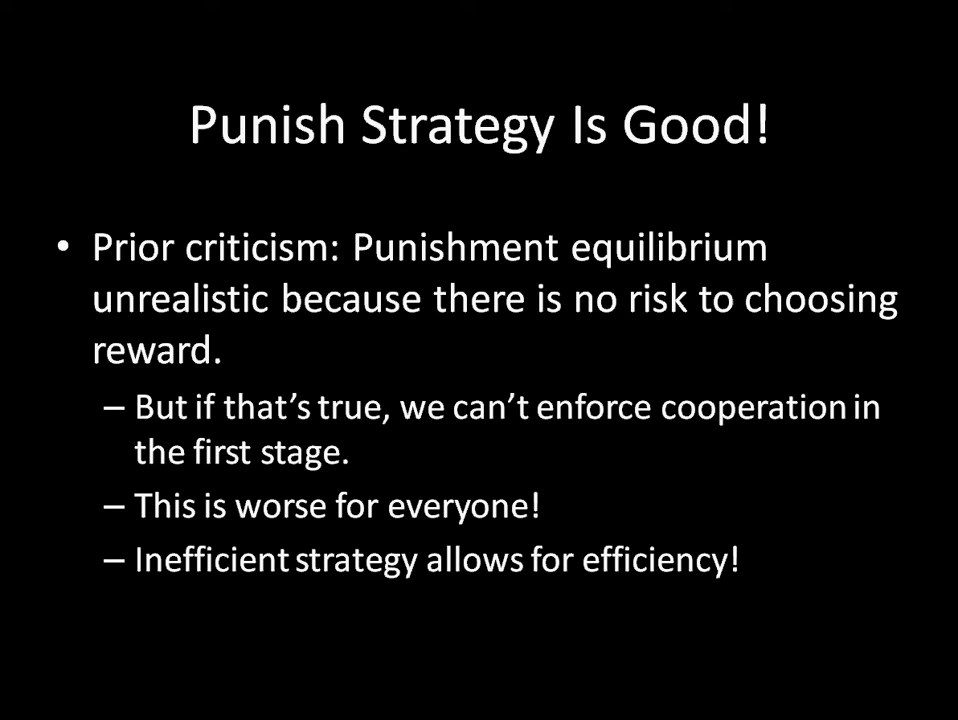 Punish Strategy Is Good!
• Prior criticism: Punishment equilibrium
unrealistic because there is no risk to choosing
reward.
– But if that’s true, we can’t enforce cooperation in
the first stage.
– This is worse for everyone!
– Inefficient strategy allows for efficiency!